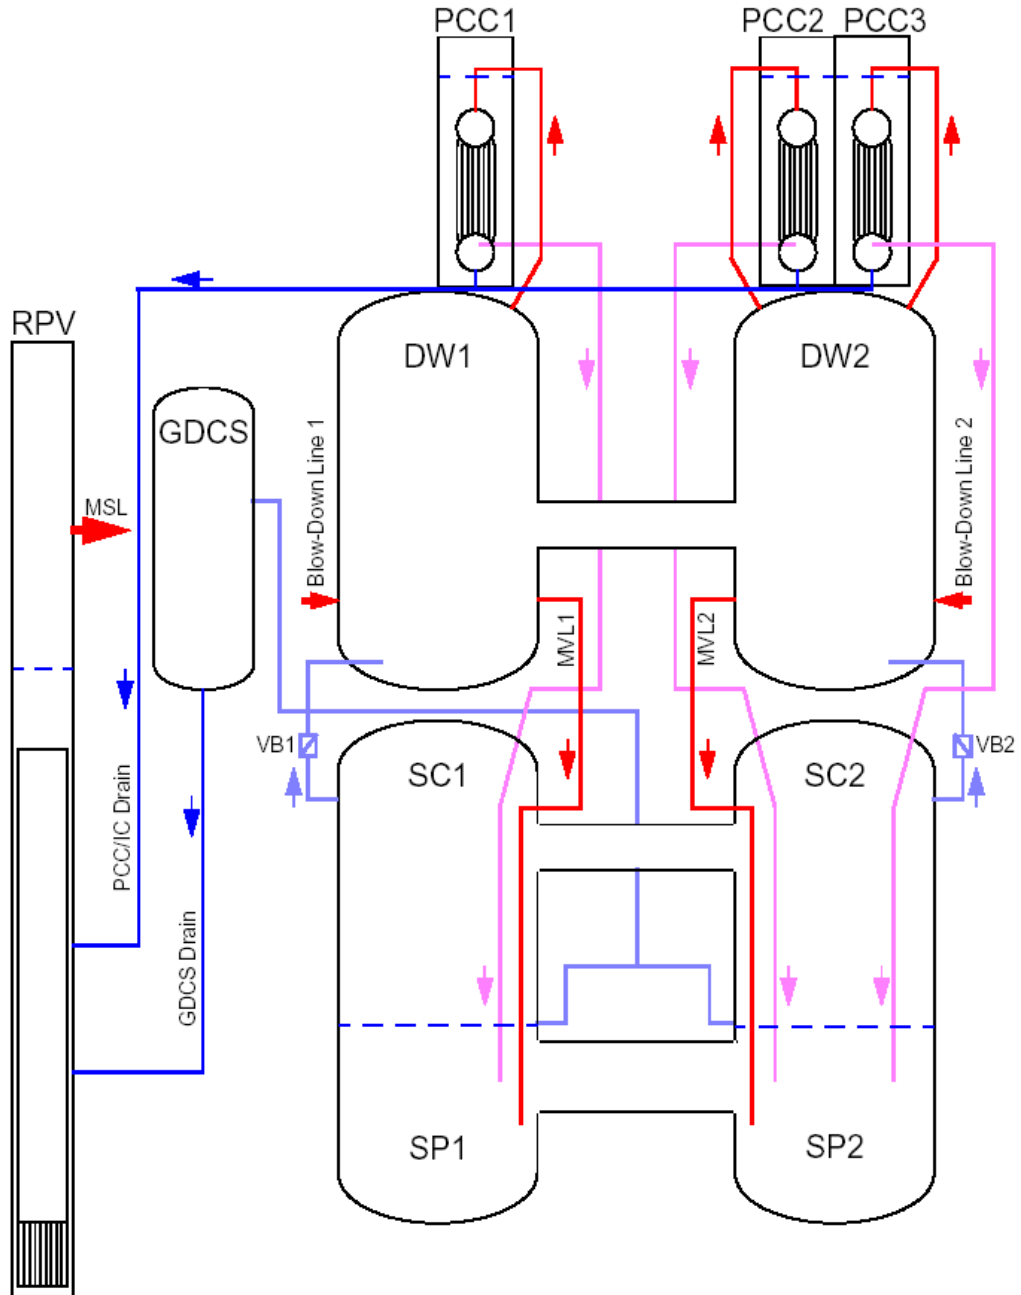 PCC1
PCC2
PCC3
RPV
DW1
DW2
GDCS
MSL
Blow-Down Line 1
Blow-Down Line 2
MVL1
MVL2
VB1
SC1
SC2
VB2
PCC/IC Drain
GDCS Drain
SP1
SP2